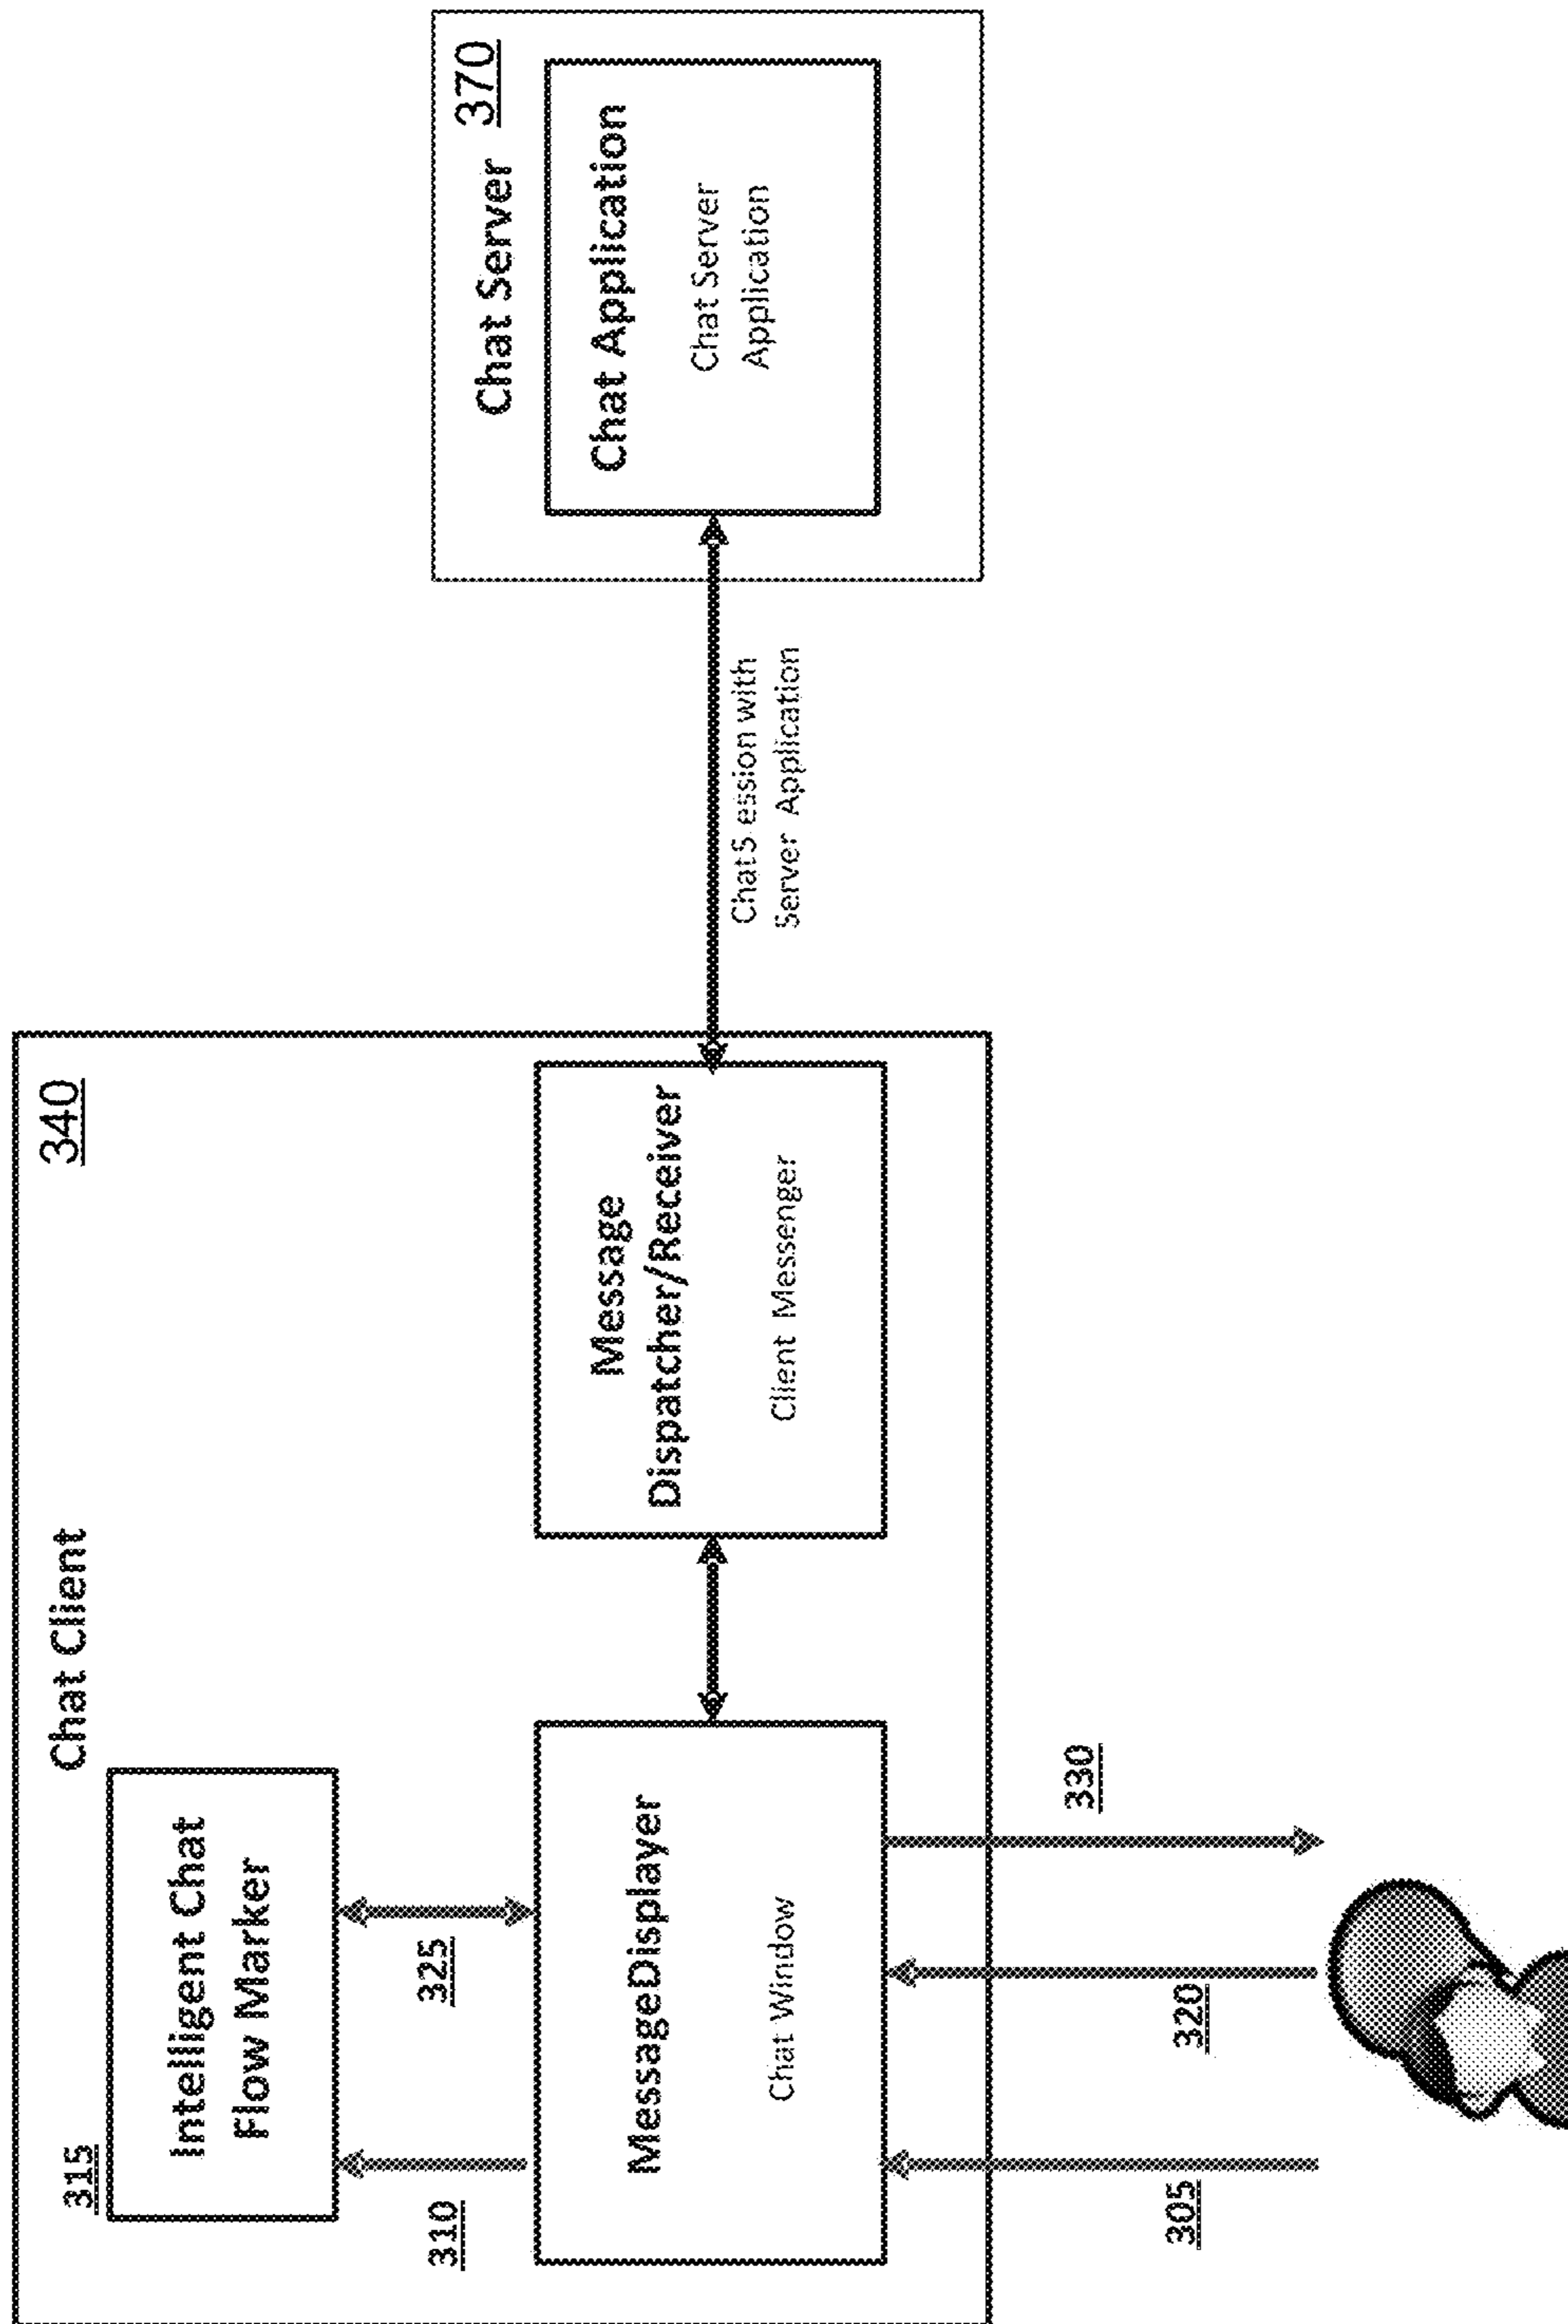 Chat Client
340
315
Intelligent Chat
Flow Marker
310
325
MessageDisplayer
Chat Window
Message
Dispatcher/Receiver
Client Messenger
305
320
330
Chat S ession with
Server Application
Chat Server 370
Chat Application
Chat Server
Application